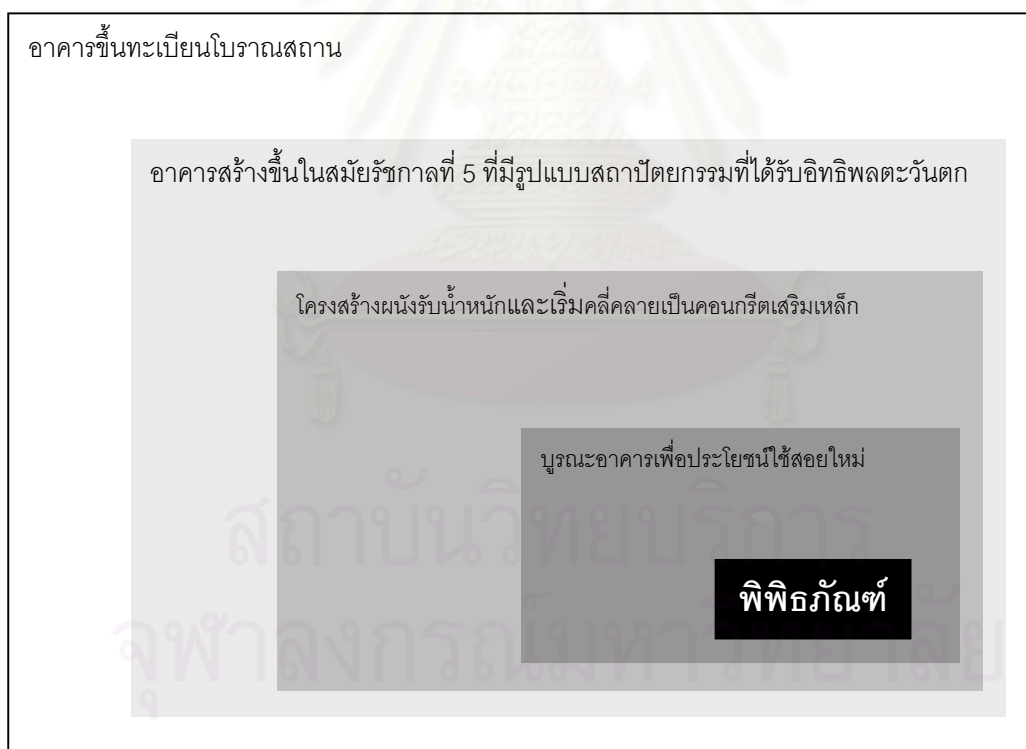 อาคารขึ้นทะเบียนโบราณสถาน
อาคารสร้างขึ้นในสมัยรัชกาลที่ 5 ที่มีรูปแบบสถาปัตยกรรมที่ได้รับอิทธิพลตะวันตก
โครงสร้างผนังรับน้ำหนักและเริ่มคลี่คลายเป็นคอนกรีตเสริมเหล็ก
บูรณะอาคารเพื่อประโยชน์ใช้สอยใหม่
พิพิธภัณฑ์
สถาบันวิทยบริการ
จุฬาลงกรณ์มหาวิทยาลัย